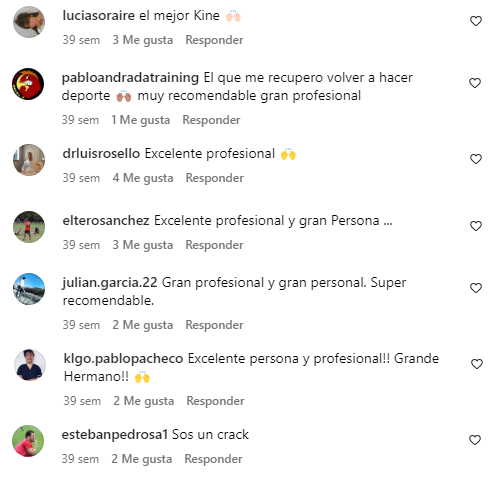 luciasoraire el mejor Kine 🙌🏻
39 sem 3 Me gusta Responder
pabloandradatraining El que me recupero volver a hacer
deporte 🙌🏽 muy recomendable gran profesional
39 sem 1 Me gusta Responder
drluisrosello Excelente profesional 🙌
39 sem 4 Me gusta Responder
elterosanchez Excelente profesional y gran Persona ...
39 sem 3 Me gusta Responder
julian.garcia.22 Gran profesional y gran personal. Super
recomendable.
39 sem 2 Me gusta Responder
klgo.pablopacheco Excelente persona y profesional!! Grande
Hermano!! 🙌
39 sem 2 Me gusta Responder
estebanpedrosa1 Sos un crack
39 sem 2 Me gusta Responder